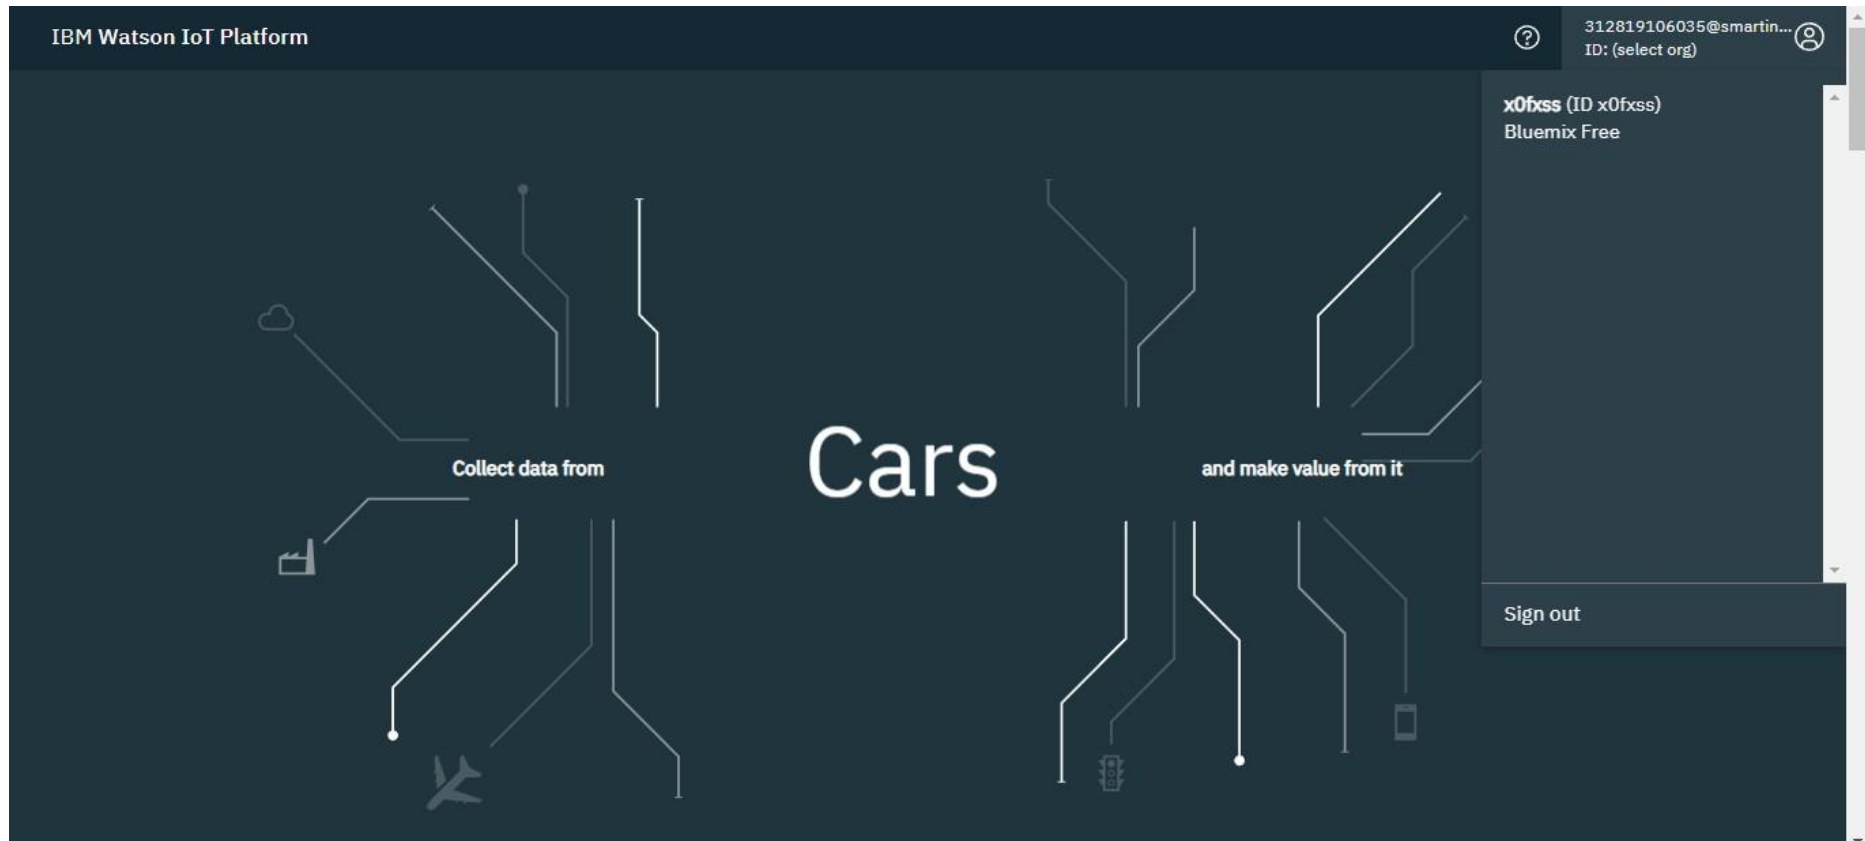 IBM Watson IoT Platform
312819106035@smartin...
ID: (select org)
x0fxss (ID x0fxss)
Bluemix Free
Collect data from
Cars
and make value from it
Sign out